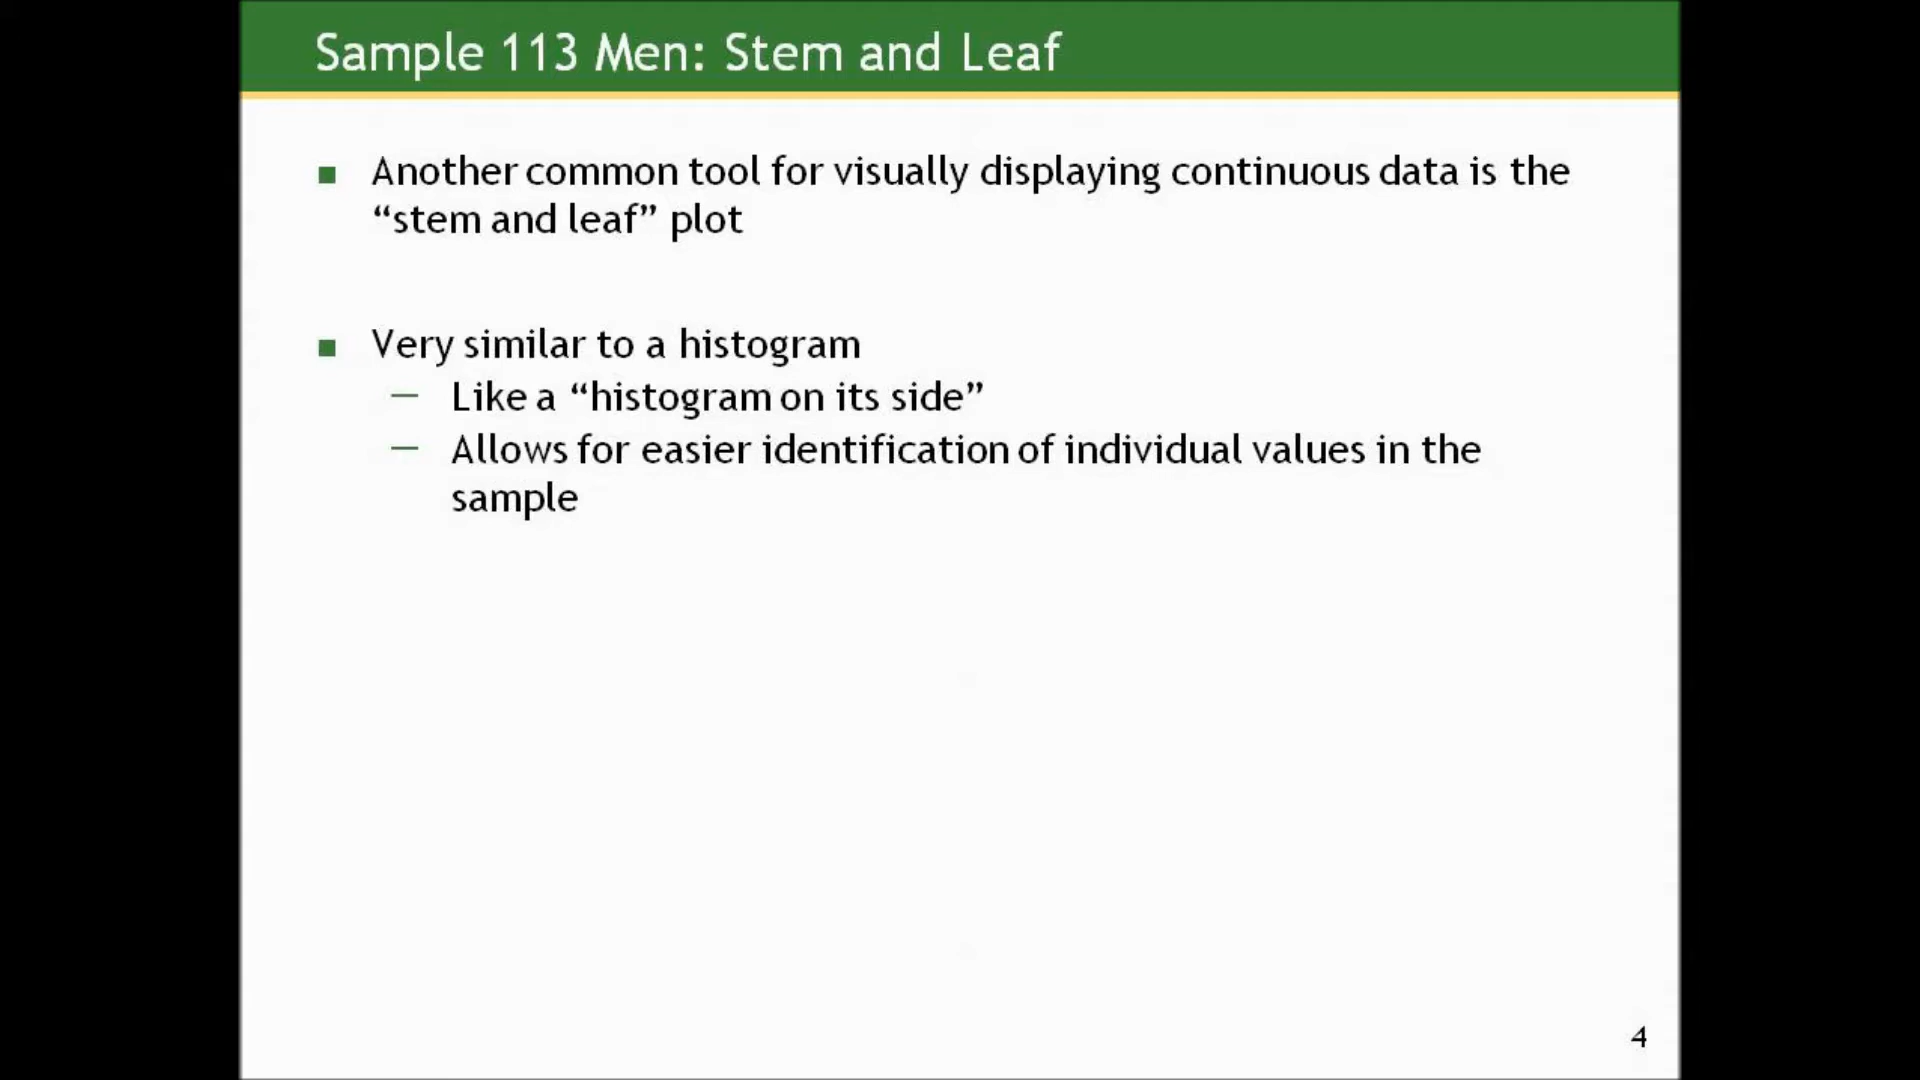 Sample 113 Men: Stem and Leaf
■ Another common tool for visually displaying continuous data is the
“stem and leaf” plot
■ Very similar to a histogram
— Like a “histogram on its side”
— Allows for easier identification of individual values in the
sample
4